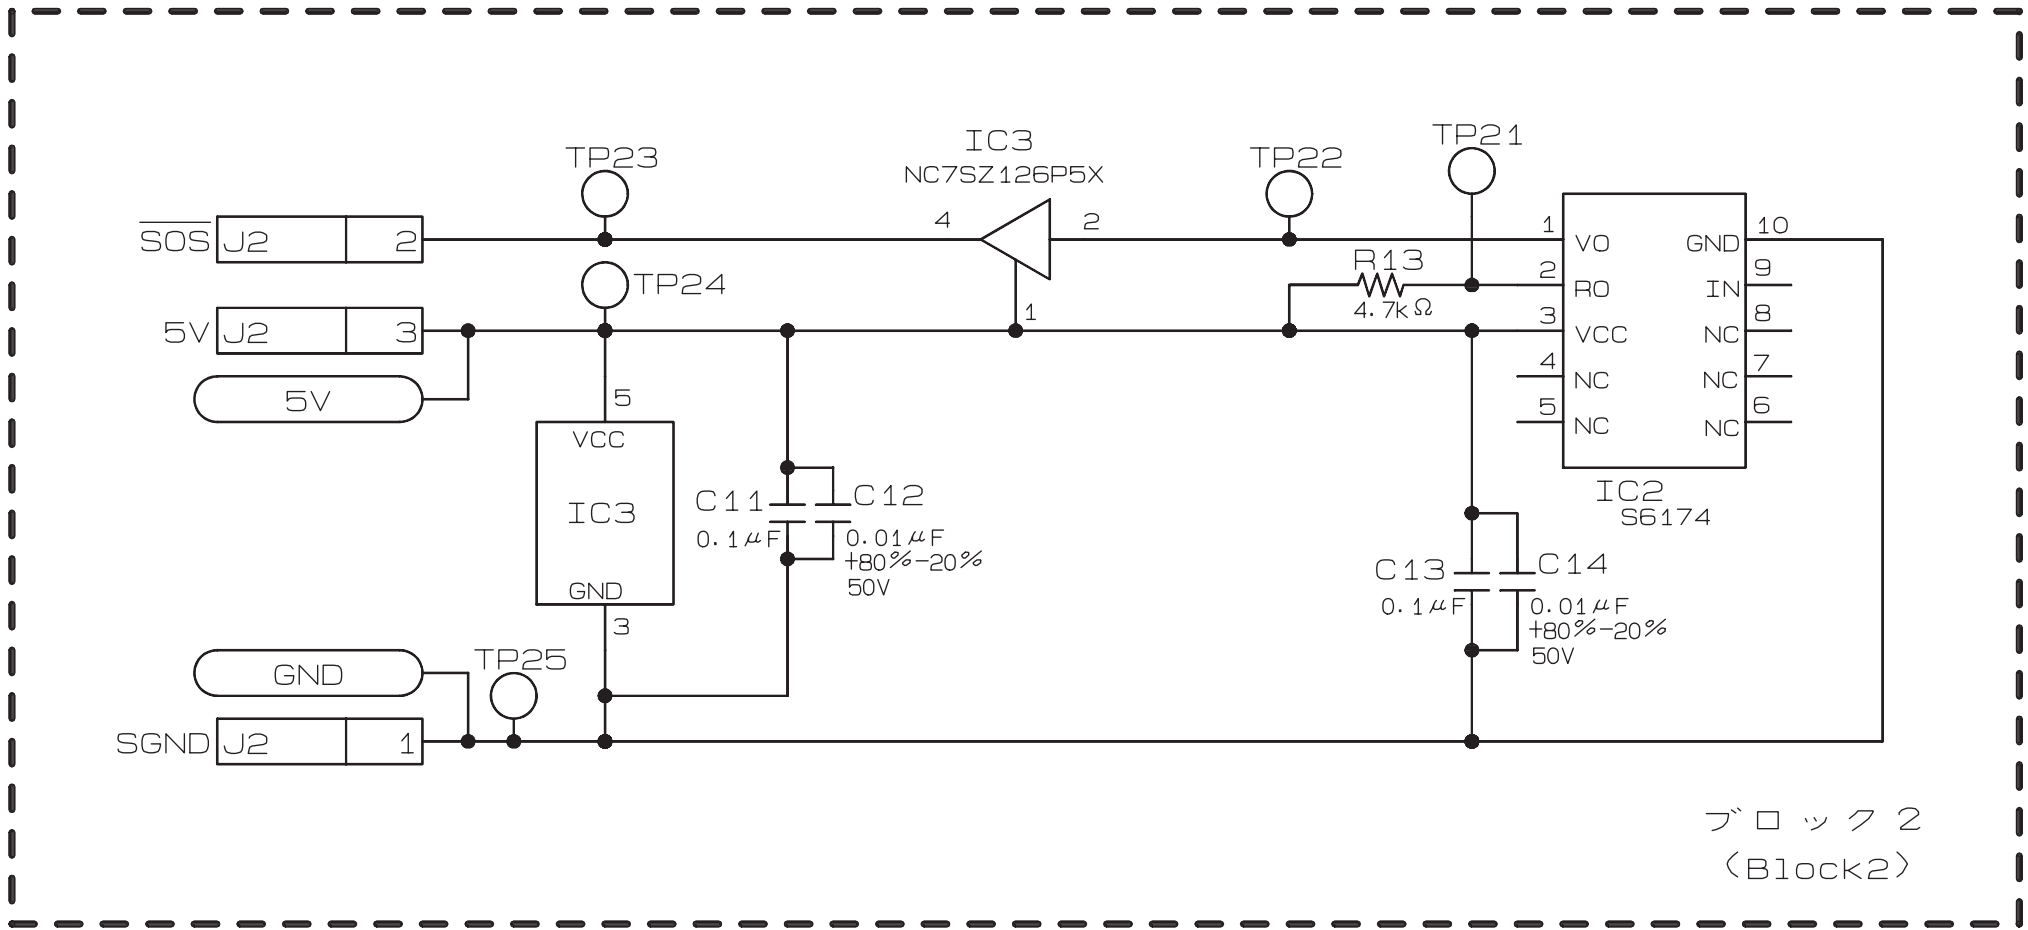 TP21
IC3
NC7SZ126P5X
TP23
TP22
SOS J2 2
4
2
1 VO
GND 10
R13
4.7kΩ
2 RO
IN 9
TP24
1
5V J2 3
3 VCC
NC 8
4 NC
NC 7
5V
5
5 NC
NC 6
VCC
IC3
GND
3
C11
0.1μF
C12
0.01μF
+80%-20%
50V
IC2
S6174
C13
0.1μF
C14
0.01μF
+80%-20%
50V
GND
TP25
SGND J2 1
ブロック2
(Block2)